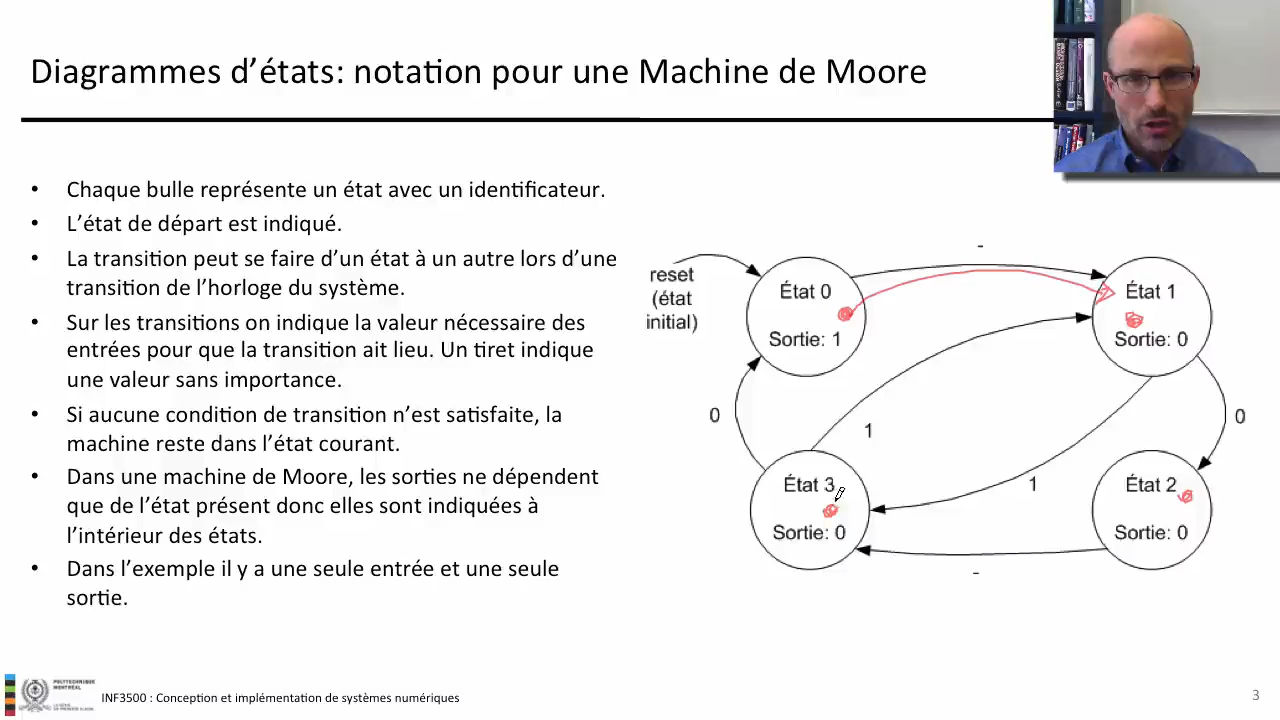 Diagrammes d'états: notation pour une Machine de Moore
• Chaque bulle représente un état avec un identificateur.
• L'état de départ est indiqué.
• La transition peut se faire d'un état à un autre lors d'une
transition de l'horloge du système.
• Sur les transitions on indique la valeur nécessaire des
entrées pour que la transition ait lieu. Un tiret indique
une valeur sans importance.
• Si aucune condition de transition n'est satisfaite, la
machine reste dans l'état courant.
• Dans une machine de Moore, les sorties ne dépendent
que de l'état présent donc elles sont indiquées à
l'intérieur des états.
• Dans l'exemple il y a une seule entrée et une seule
sortie.
-
reset
(état
initial)
État 0
Sortie: 1
État 1
Sortie: 0
0
1
1
0
État 3
Sortie: 0
État 2
Sortie: 0
-
POLYTECHNIQUE
MONTRÉAL
INF3500 : Conception et implémentation de systèmes numériques
3